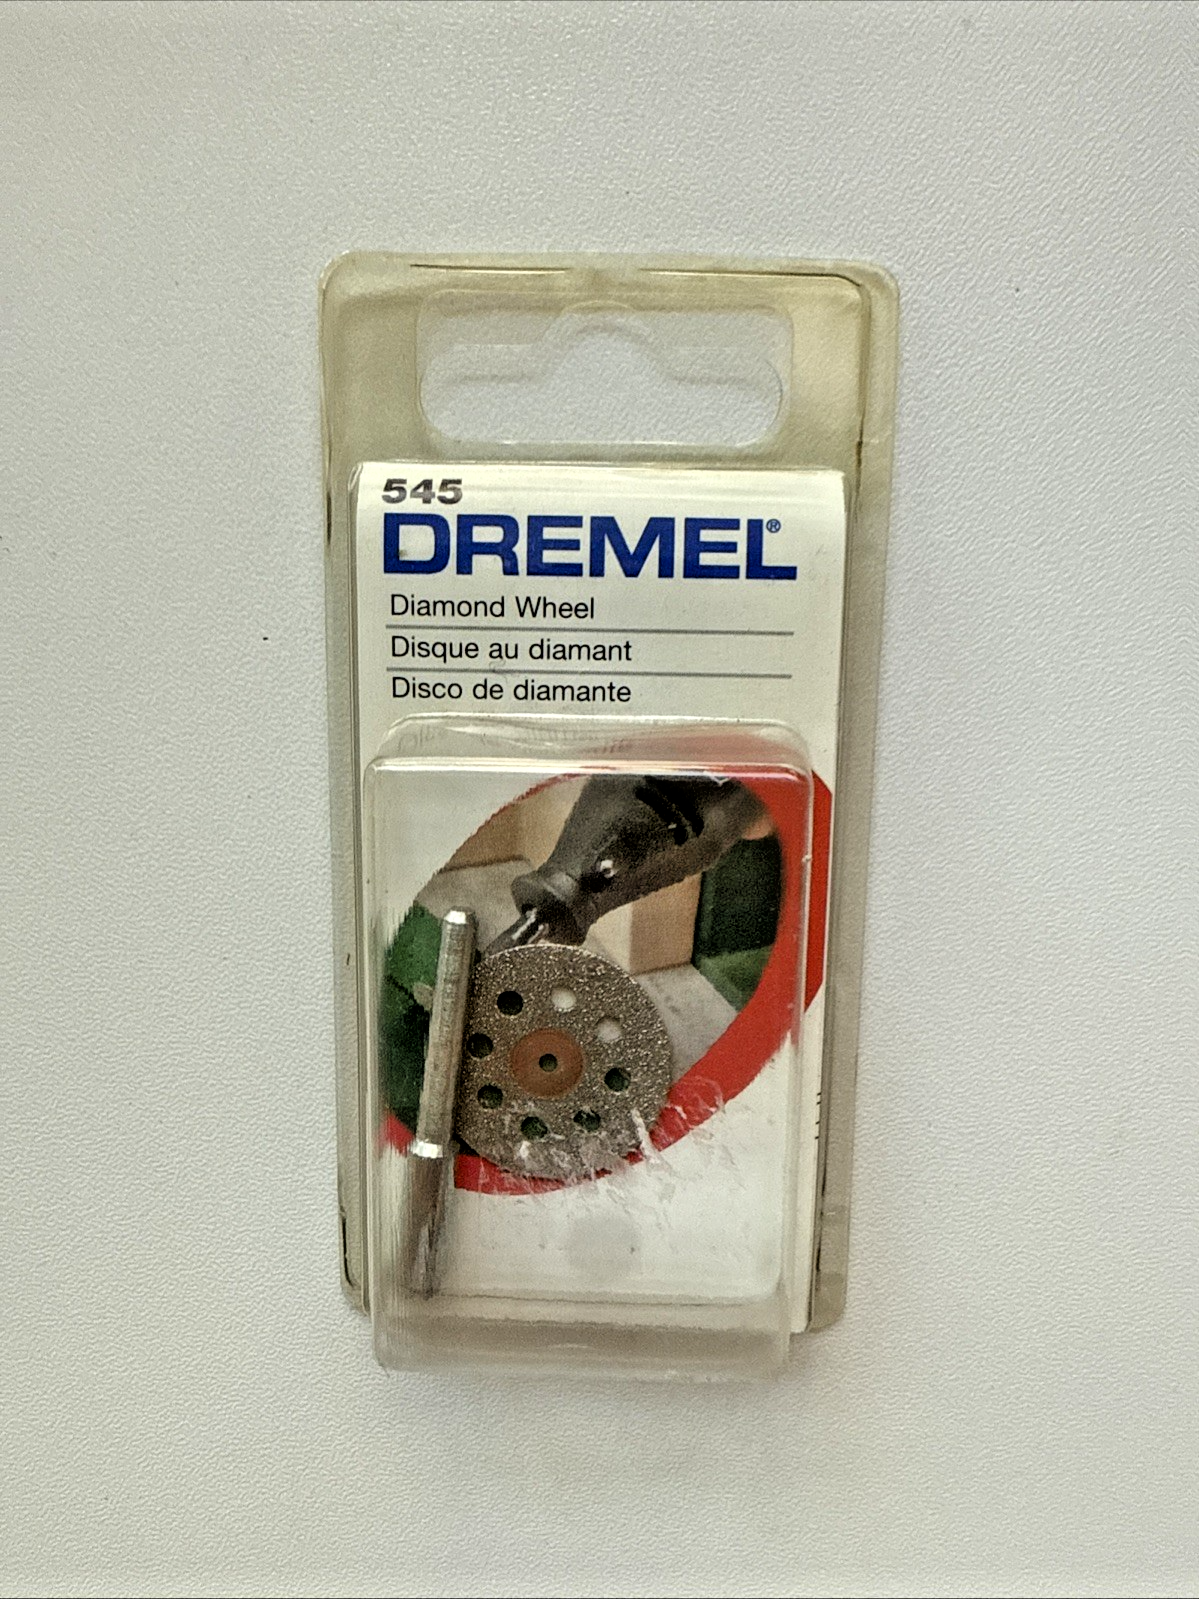 545
DREMEL®
Diamond Wheel
Disque au diamant
Disco de diamante